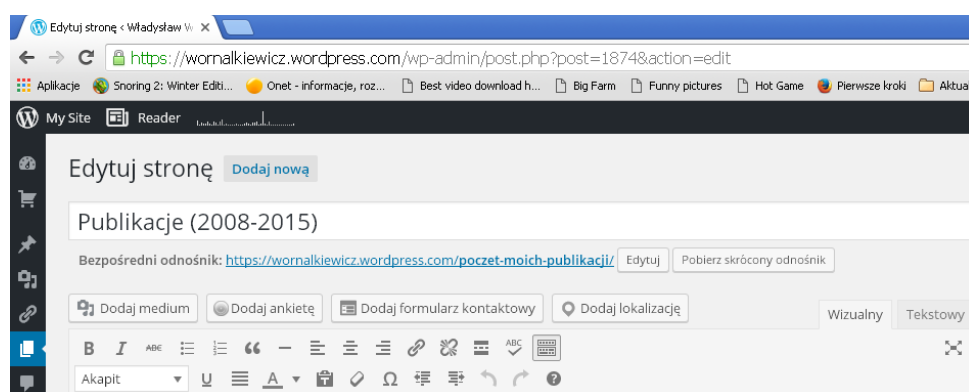 Edytuj stronę ‹ Władysław W
https://wornalkiewicz.wordpress.com/wp-admin/post.php?post=1874&action=edit
Aplikacje Snoring 2: Winter Editi... Onet - informacje, roz... Best video download h... Big Farm Funny pictures Hot Game Pierwsze kroki Aktua
My Site Reader
Edytuj stronę Dodaj nową
Publikacje (2008-2015)
Bezpośredni odnośnik: https://wornalkiewicz.wordpress.com/poczet-moich-publikacji/ Edytuj Pobierz skrócony odnośnik
Dodaj medium Dodaj ankietę Dodaj formularz kontaktowy Dodaj lokalizację Wizualny Tekstowy
B I ABE ABC
Akapit U A Ω